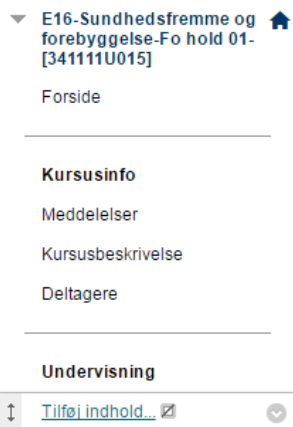 E16-Sundhedsfremme og
forebyggelse-Fo hold 01-
[341111U015]
Forside
Kursusinfo
Meddelelser
Kursusbeskrivelse
Deltagere
Undervisning
Tilføj indhold...